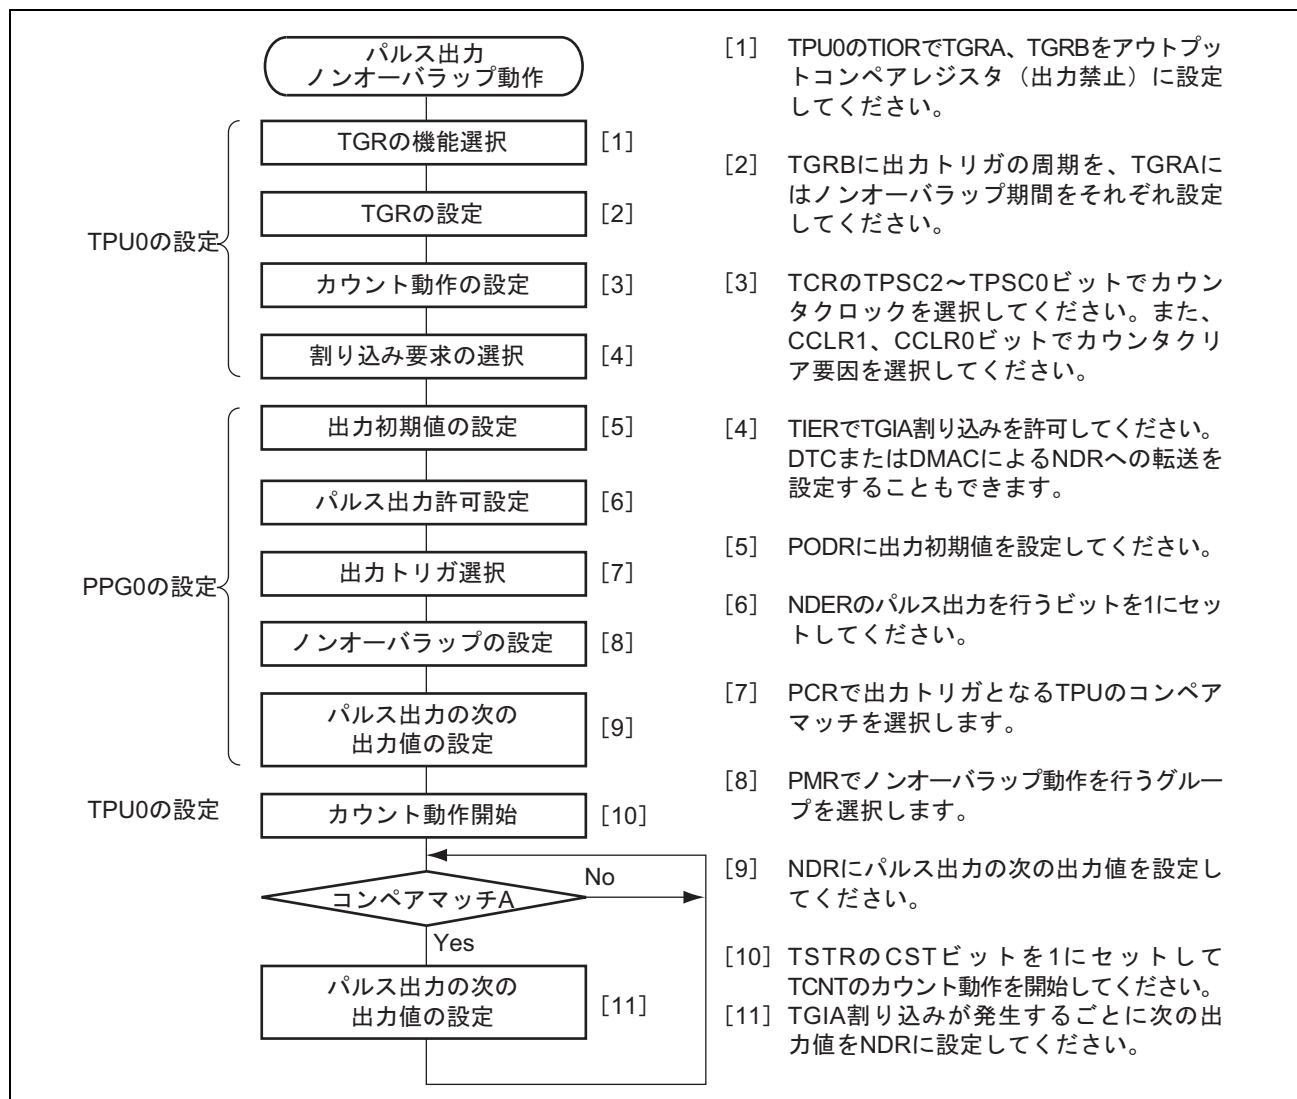 パルス出力
ノンオーバラップ動作
TPU0の設定
TGRの機能選択 [1]
TGRの設定 [2]
カウント動作の設定 [3]
割り込み要求の選択 [4]
PPG0の設定
出力初期値の設定 [5]
パルス出力許可設定 [6]
出力トリガ選択 [7]
ノンオーバラップの設定 [8]
パルス出力の次の
出力値の設定 [9]
TPU0の設定
カウント動作開始 [10]
コンペアマッチA
No
Yes
パルス出力の次の
出力値の設定 [11]
[1] TPU0のTIORでTGRA、TGRBをアウトプッ
トコンペアレジスタ（出力禁止）に設定
してください。
[2] TGRBに出力トリガの周期を、TGRAに
はノンオーバラップ期間をそれぞれ設定
してください。
[3] TCRのTPSC2～TPSC0ビットでカウン
タクロックを選択してください。また、
CCLR1、CCLR0ビットでカウンタクリ
ア要因を選択してください。
[4] TIERでTGIA割り込みを許可してください。
DTCまたはDMACによるNDRへの転送を
設定することもできます。
[5] PODRに出力初期値を設定してください。
[6] NDERのパルス出力を行うビットを1にセッ
トしてください。
[7] PCRで出力トリガとなるTPUのコンペア
マッチを選択します。
[8] PMRでノンオーバラップ動作を行うグルー
プを選択します。
[9] NDRにパルス出力の次の出力値を設定し
てください。
[10] TSTRのCSTビットを1にセットして
TCNTのカウント動作を開始してください。
[11] TGIA割り込みが発生するごとに次の出
力値をNDRに設定してください。